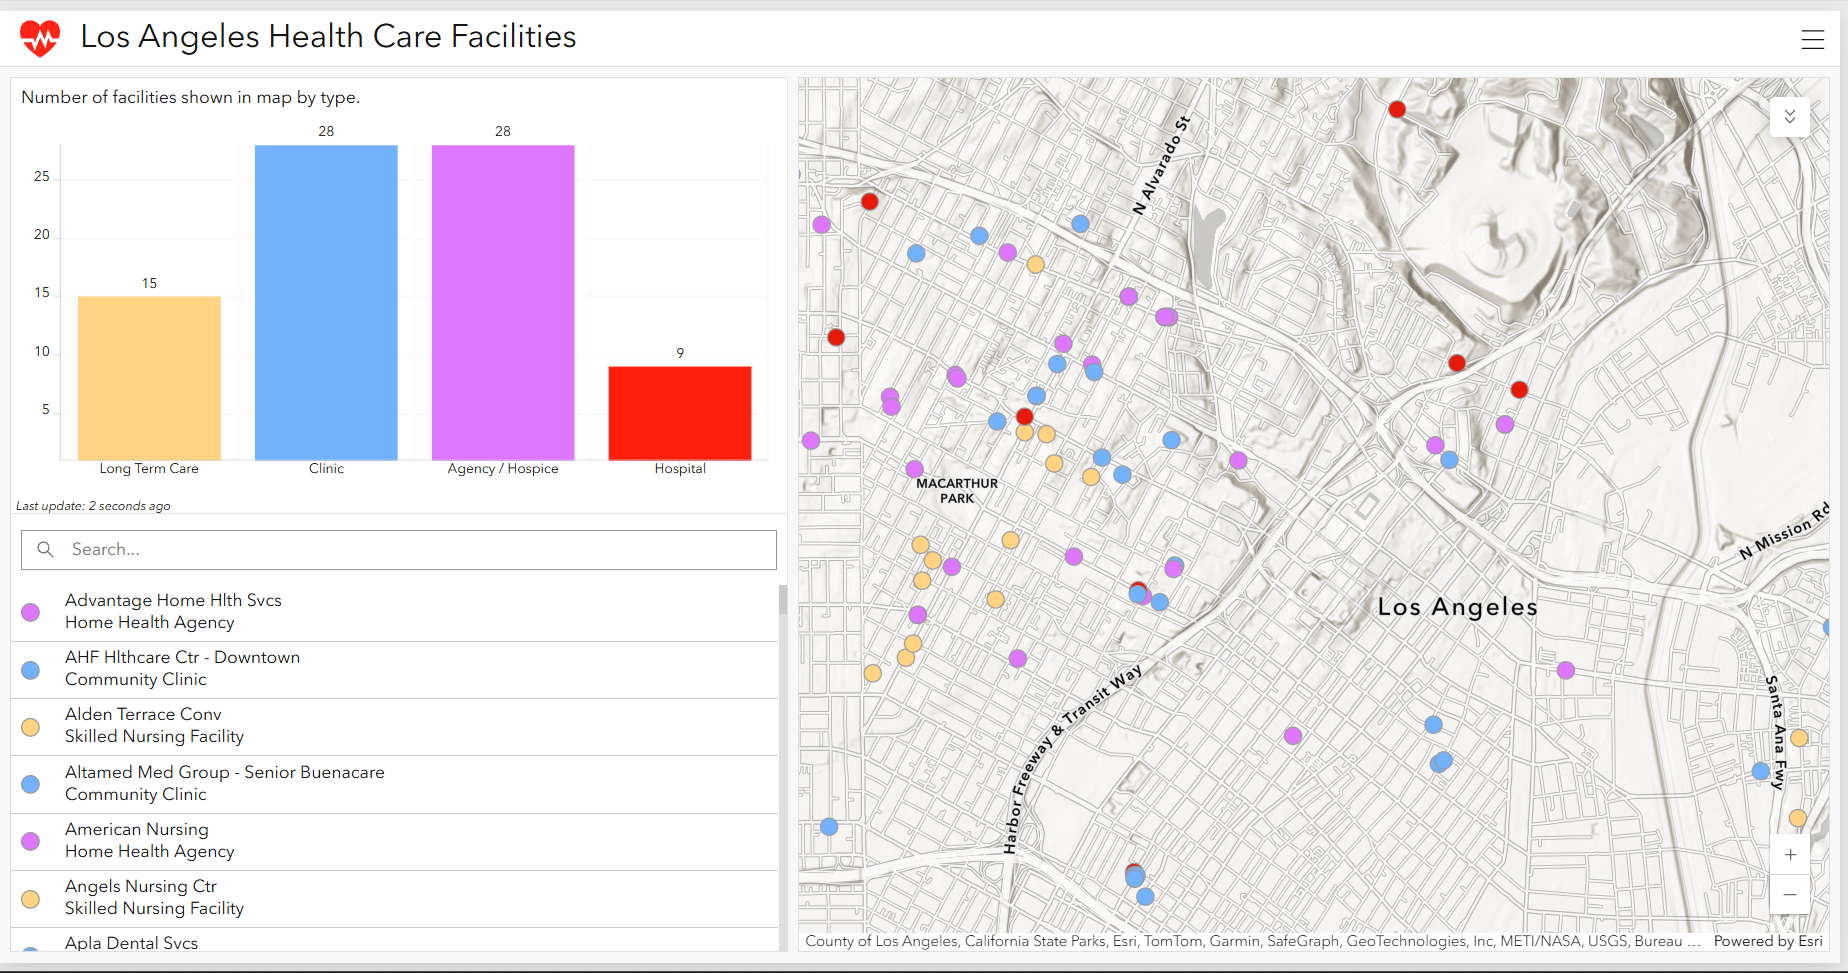 Los Angeles Health Care Facilities
Number of facilities shown in map by type.
28
28
25
20
15
15
10
9
5
Long Term Care
Clinic
Agency / Hospice
Hospital
Last update: 2 seconds ago
Search...
Advantage Home Hlth Svcs
Home Health Agency
AHF Hlthcare Ctr - Downtown
Community Clinic
Alden Terrace Conv
Skilled Nursing Facility
Altamed Med Group - Senior Buenacare
Community Clinic
American Nursing
Home Health Agency
Angels Nursing Ctr
Skilled Nursing Facility
Apla Dental Svcs
N Alvarado St
MACARTHUR
PARK
N Mission Rd
Los Angeles
Harbor Freeway & Transit Way
Santa Ana Fwy
+
−
County of Los Angeles, California State Parks, Esri, TomTom, Garmin, SafeGraph, GeoTechnologies, Inc, METI/NASA, USGS, Bureau ...
Powered by Esri